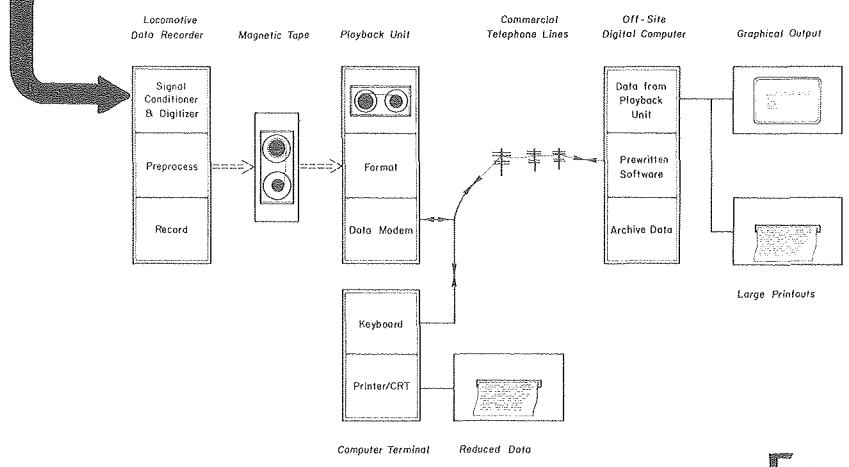 Locomotive
Data Recorder
Magnetic Tape
Playback Unit
Commercial
Telephone Lines
Off-Site
Digital Computer
Graphical Output
Signal
Conditioner
& Digitizer
Preprocess
Record
Format
Data Modem
Data from
Playback
Unit
Prewritten
Software
Archive Data
Large Printouts
Keyboard
Printer/CRT
Computer Terminal
Reduced Data